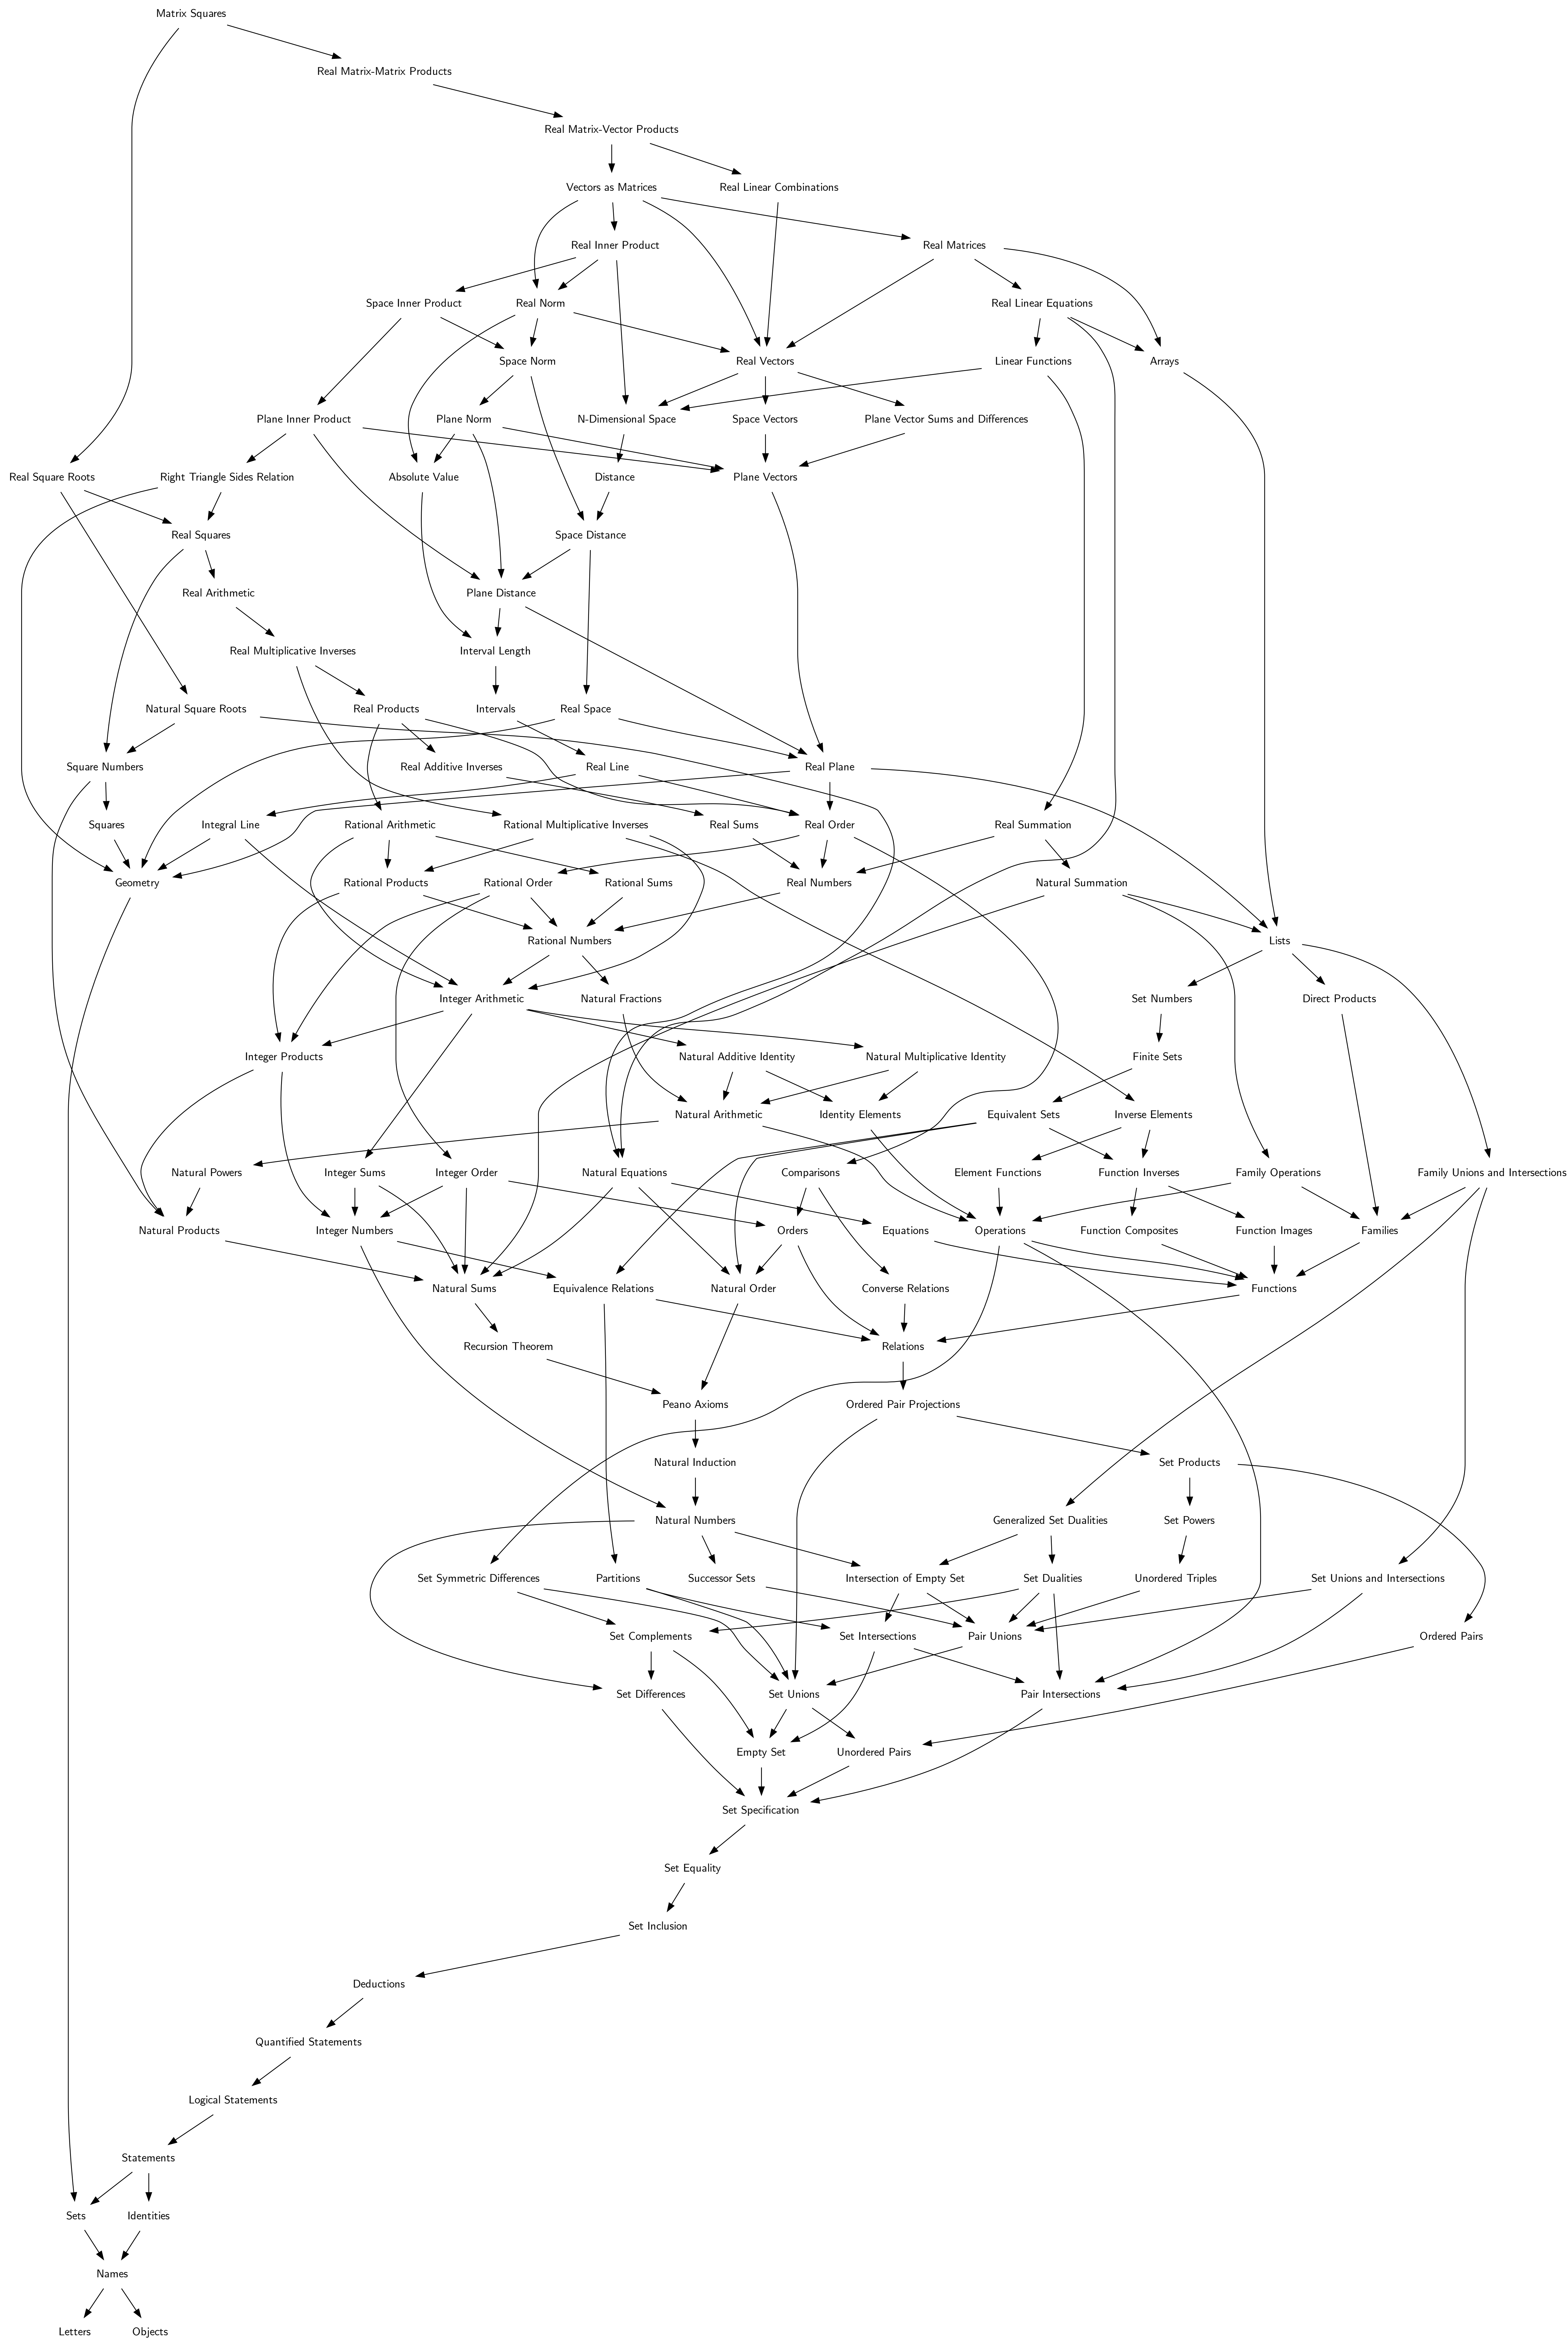 Matrix Squares
Real Matrix-Matrix Products
Real Matrix-Vector Products
Vectors as Matrices
Real Linear Combinations
Real Inner Product
Real Matrices
Space Inner Product
Real Norm
Real Linear Equations
Space Norm
Real Vectors
Linear Functions
Arrays
Plane Inner Product
Plane Norm
N-Dimensional Space
Space Vectors
Plane Vector Sums and Differences
Real Square Roots
Right Triangle Sides Relation
Absolute Value
Distance
Plane Vectors
Real Squares
Space Distance
Real Arithmetic
Plane Distance
Real Multiplicative Inverses
Interval Length
Natural Square Roots
Real Products
Intervals
Real Space
Square Numbers
Real Additive Inverses
Real Line
Real Plane
Squares
Integral Line
Rational Arithmetic
Rational Multiplicative Inverses
Real Sums
Real Order
Real Summation
Geometry
Rational Products
Rational Order
Rational Sums
Real Numbers
Natural Summation
Rational Numbers
Lists
Integer Arithmetic
Natural Fractions
Set Numbers
Direct Products
Integer Products
Natural Additive Identity
Natural Multiplicative Identity
Finite Sets
Natural Arithmetic
Identity Elements
Equivalent Sets
Inverse Elements
Natural Powers
Integer Sums
Integer Order
Natural Equations
Comparisons
Element Functions
Function Inverses
Family Operations
Family Unions and Intersections
Natural Products
Integer Numbers
Orders
Equations
Operations
Function Composites
Function Images
Families
Natural Sums
Equivalence Relations
Natural Order
Converse Relations
Functions
Recursion Theorem
Relations
Peano Axioms
Ordered Pair Projections
Natural Induction
Set Products
Natural Numbers
Generalized Set Dualities
Set Powers
Set Symmetric Differences
Partitions
Successor Sets
Intersection of Empty Set
Set Dualities
Unordered Triples
Set Unions and Intersections
Set Complements
Set Intersections
Pair Unions
Ordered Pairs
Set Differences
Set Unions
Pair Intersections
Empty Set
Unordered Pairs
Set Specification
Set Equality
Set Inclusion
Deductions
Quantified Statements
Logical Statements
Statements
Sets
Identities
Names
Letters
Objects